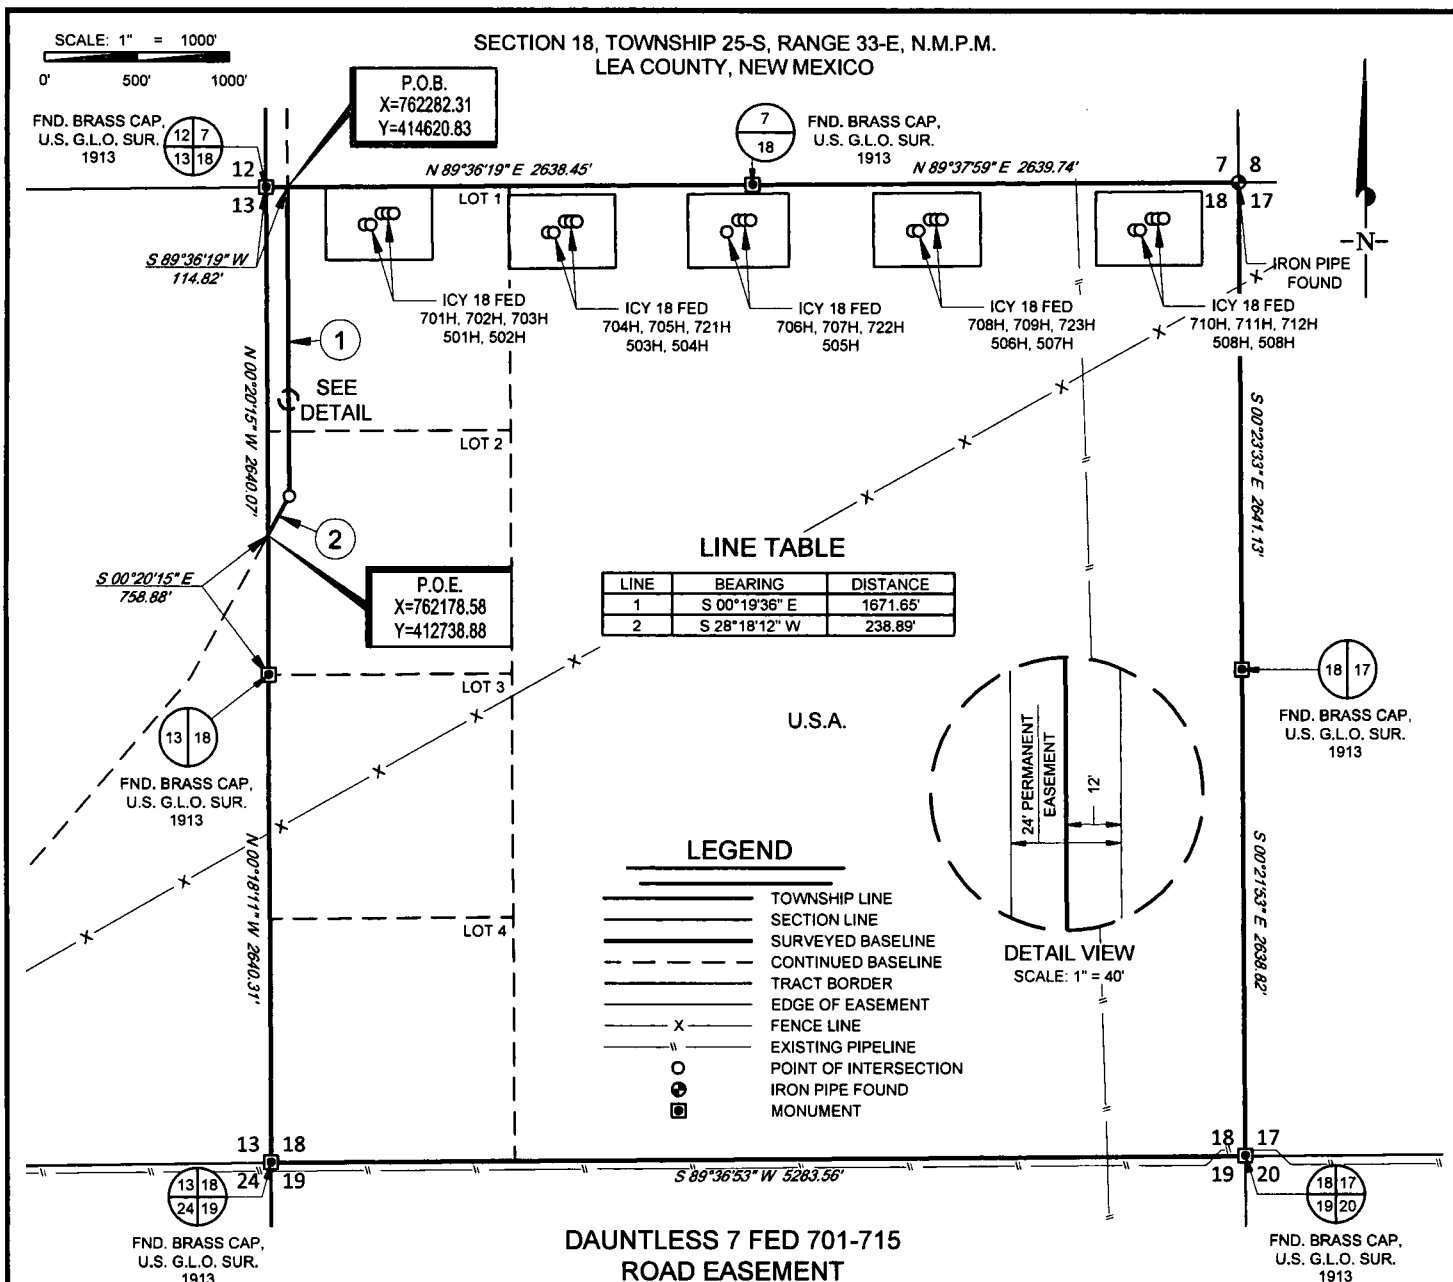 SCALE: 1" = 1000'
0' 500' 1000'
SECTION 18, TOWNSHIP 25-S, RANGE 33-E, N.M.P.M.
LEA COUNTY, NEW MEXICO
P.O.B.
X=762282.31
Y=414620.83
FND. BRASS CAP,
U.S. G.L.O. SUR.
1913
12 7
13 18
7
18
FND. BRASS CAP,
U.S. G.L.O. SUR.
1913
12
13
N 89°36'19" E 2638.45'
N 89°37'59" E 2639.74'
7 8
18 17
LOT 1
-N-
S 89°36'19" W
114.82'
IRON PIPE
FOUND
X
ICY 18 FED
701H, 702H, 703H
501H, 502H
ICY 18 FED
704H, 705H, 721H
503H, 504H
ICY 18 FED
706H, 707H, 722H
505H
ICY 18 FED
708H, 709H, 723H
506H, 507H
ICY 18 FED
710H, 711H, 712H
508H, 508H
X
1
SEE
DETAIL
X
N 00°20'15" W 2640.07'
LOT 2
X
S 00°23'33" E 2641.13'
X
2
S 00°20'15" E
758.88'
P.O.E.
X=762178.58
Y=412738.88
LINE TABLE
LINE BEARING DISTANCE
1 S 00°19'36" E 1671.65'
2 S 28°18'12" W 238.89'
X
LOT 3
X
13 18
FND. BRASS CAP,
U.S. G.L.O. SUR.
1913
X
X
X
X
U.S.A.
18 17
FND. BRASS CAP,
U.S. G.L.O. SUR.
1913
24' PERMANENT
EASEMENT
12'
DETAIL VIEW
SCALE: 1" = 40'
N 00°18'11" W 2640.31'
S 00°21'53" E 2638.82'
LOT 4
LEGEND
TOWNSHIP LINE
SECTION LINE
SURVEYED BASELINE
CONTINUED BASELINE
TRACT BORDER
EDGE OF EASEMENT
X FENCE LINE
EXISTING PIPELINE
POINT OF INTERSECTION
IRON PIPE FOUND
MONUMENT
13 18
24 19
18 17
19 20
S 89°36'53" W 5283.56'
13 18
24 19
FND. BRASS CAP,
U.S. G.L.O. SUR.
1913
18 17
19 20
FND. BRASS CAP,
U.S. G.L.O. SUR.
1913
DAUNTLESS 7 FED 701-715
ROAD EASEMENT